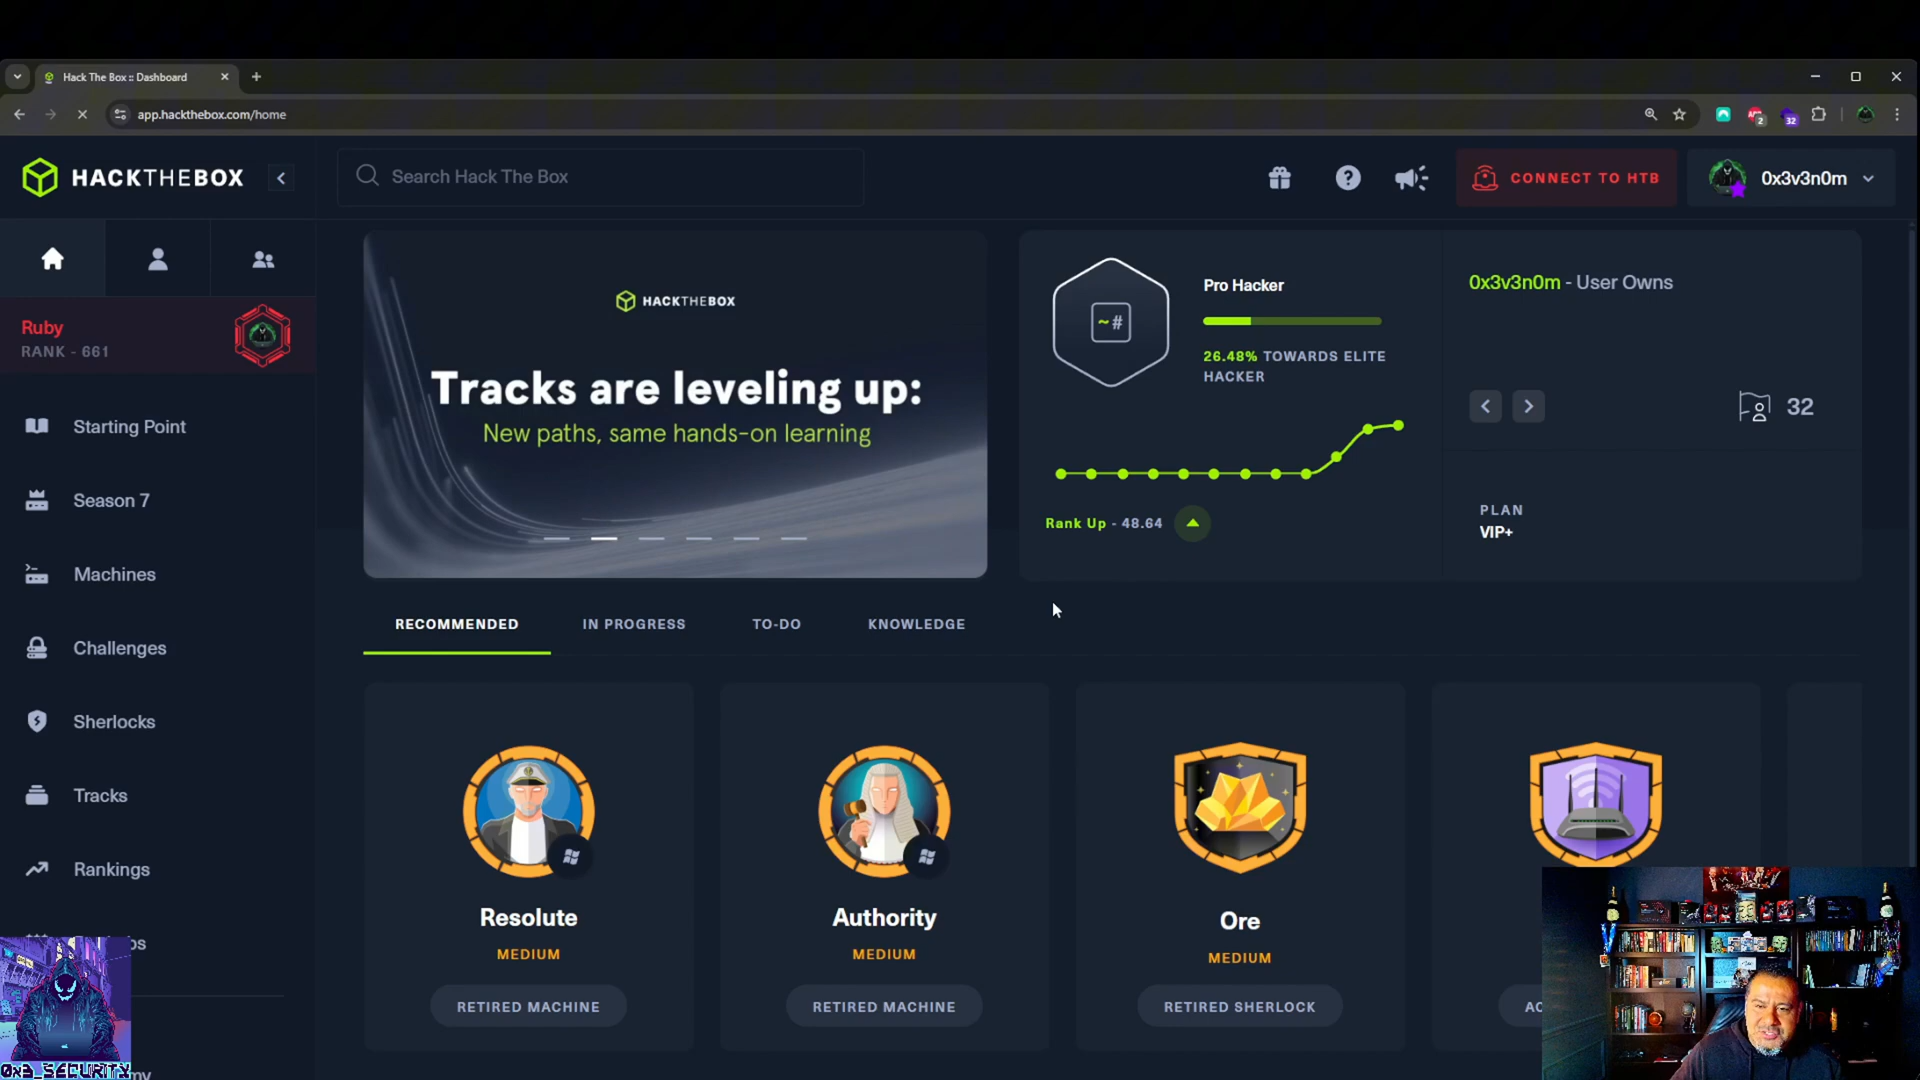 Hack The Box :: Dashboard
app.hackthebox.com/home
2
32
HACKTHEBOX
Search Hack The Box
CONNECT TO HTB
0x3v3n0m
Ruby
RANK - 661
Starting Point
Season 7
Machines
Challenges
Sherlocks
Tracks
Rankings
HACKTHEBOX
Tracks are leveling up:
New paths, same hands-on learning
~#
Pro Hacker
26.48% TOWARDS ELITE
HACKER
Rank Up - 48.64
0x3v3n0m - User Owns
32
PLAN
VIP+
RECOMMENDED
IN PROGRESS
TO-DO
KNOWLEDGE
Resolute
MEDIUM
RETIRED MACHINE
Authority
MEDIUM
RETIRED MACHINE
Ore
MEDIUM
RETIRED SHERLOCK
0x3_SECURITY